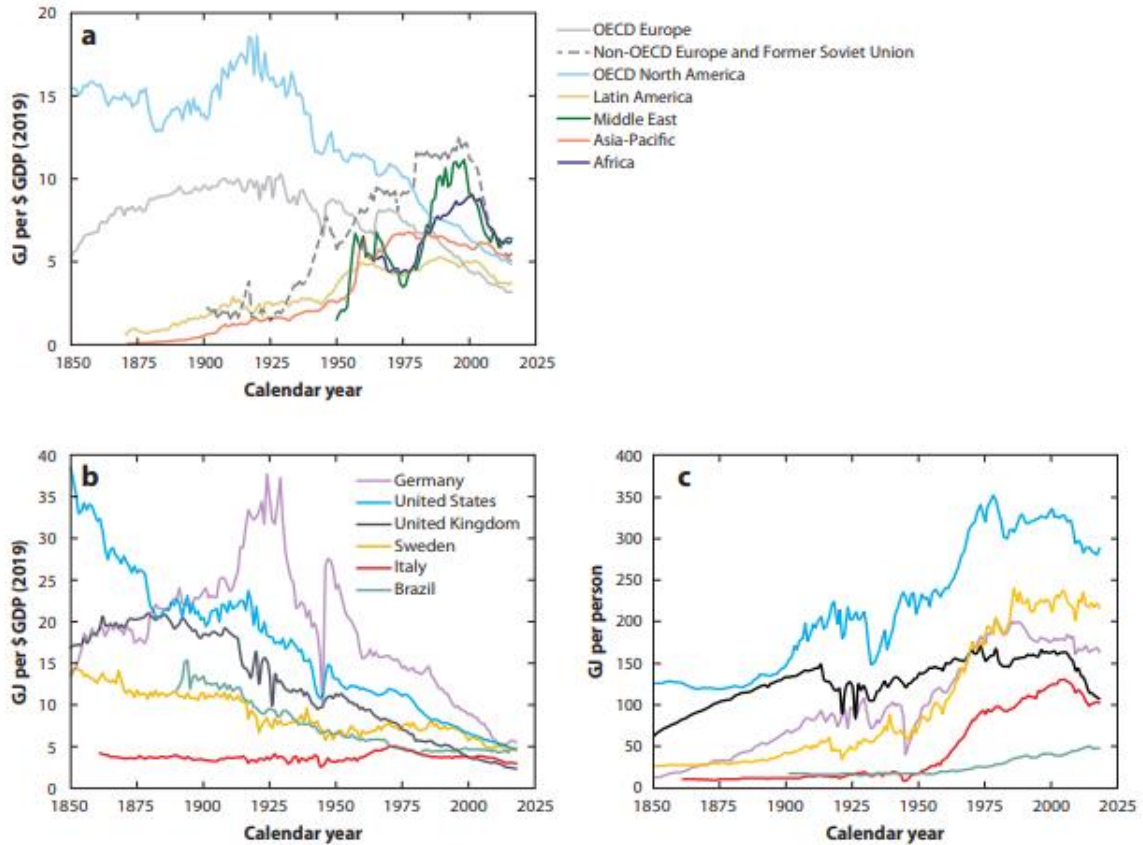 a
GJ per $ GDP (2019)
20
15
10
5
0
1850 1875 1900 1925 1950 1975 2000 2025
Calendar year
OECD Europe
Non-OECD Europe and Former Soviet Union
OECD North America
Latin America
Middle East
Asia-Pacific
Africa
b
GJ per $ GDP (2019)
40
35
30
25
20
15
10
5
0
1850 1875 1900 1925 1950 1975 2000 2025
Calendar year
Germany
United States
United Kingdom
Sweden
Italy
Brazil
c
GJ per person
400
350
300
250
200
150
100
50
0
1850 1875 1900 1925 1950 1975 2000 2025
Calendar year